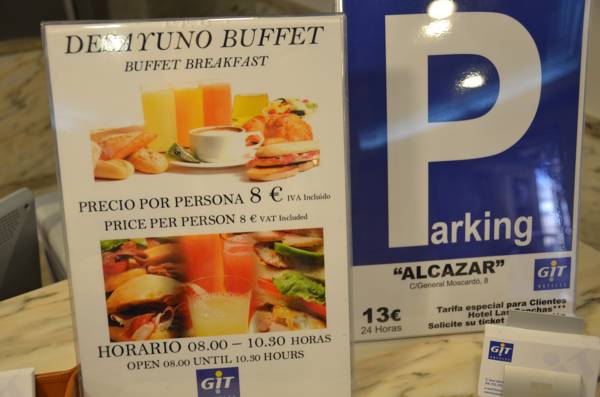 DESAYUNO BUFFET
BUFFET BREAKFAST
PRECIO POR PERSONA 8 € IVA Incluido
PRICE PER PERSON 8 € VAT Included
HORARIO 08.00 – 10.30 HORAS
OPEN 08.00 UNTIL 10.30 HOURS
GIT
Parking
"ALCAZAR"
C/General Moscardó, 8
GIT
HOTELES
13€
24 Horas
Tarifa especial para Clientes
Hotel Las
Solicite su ticket
GIT